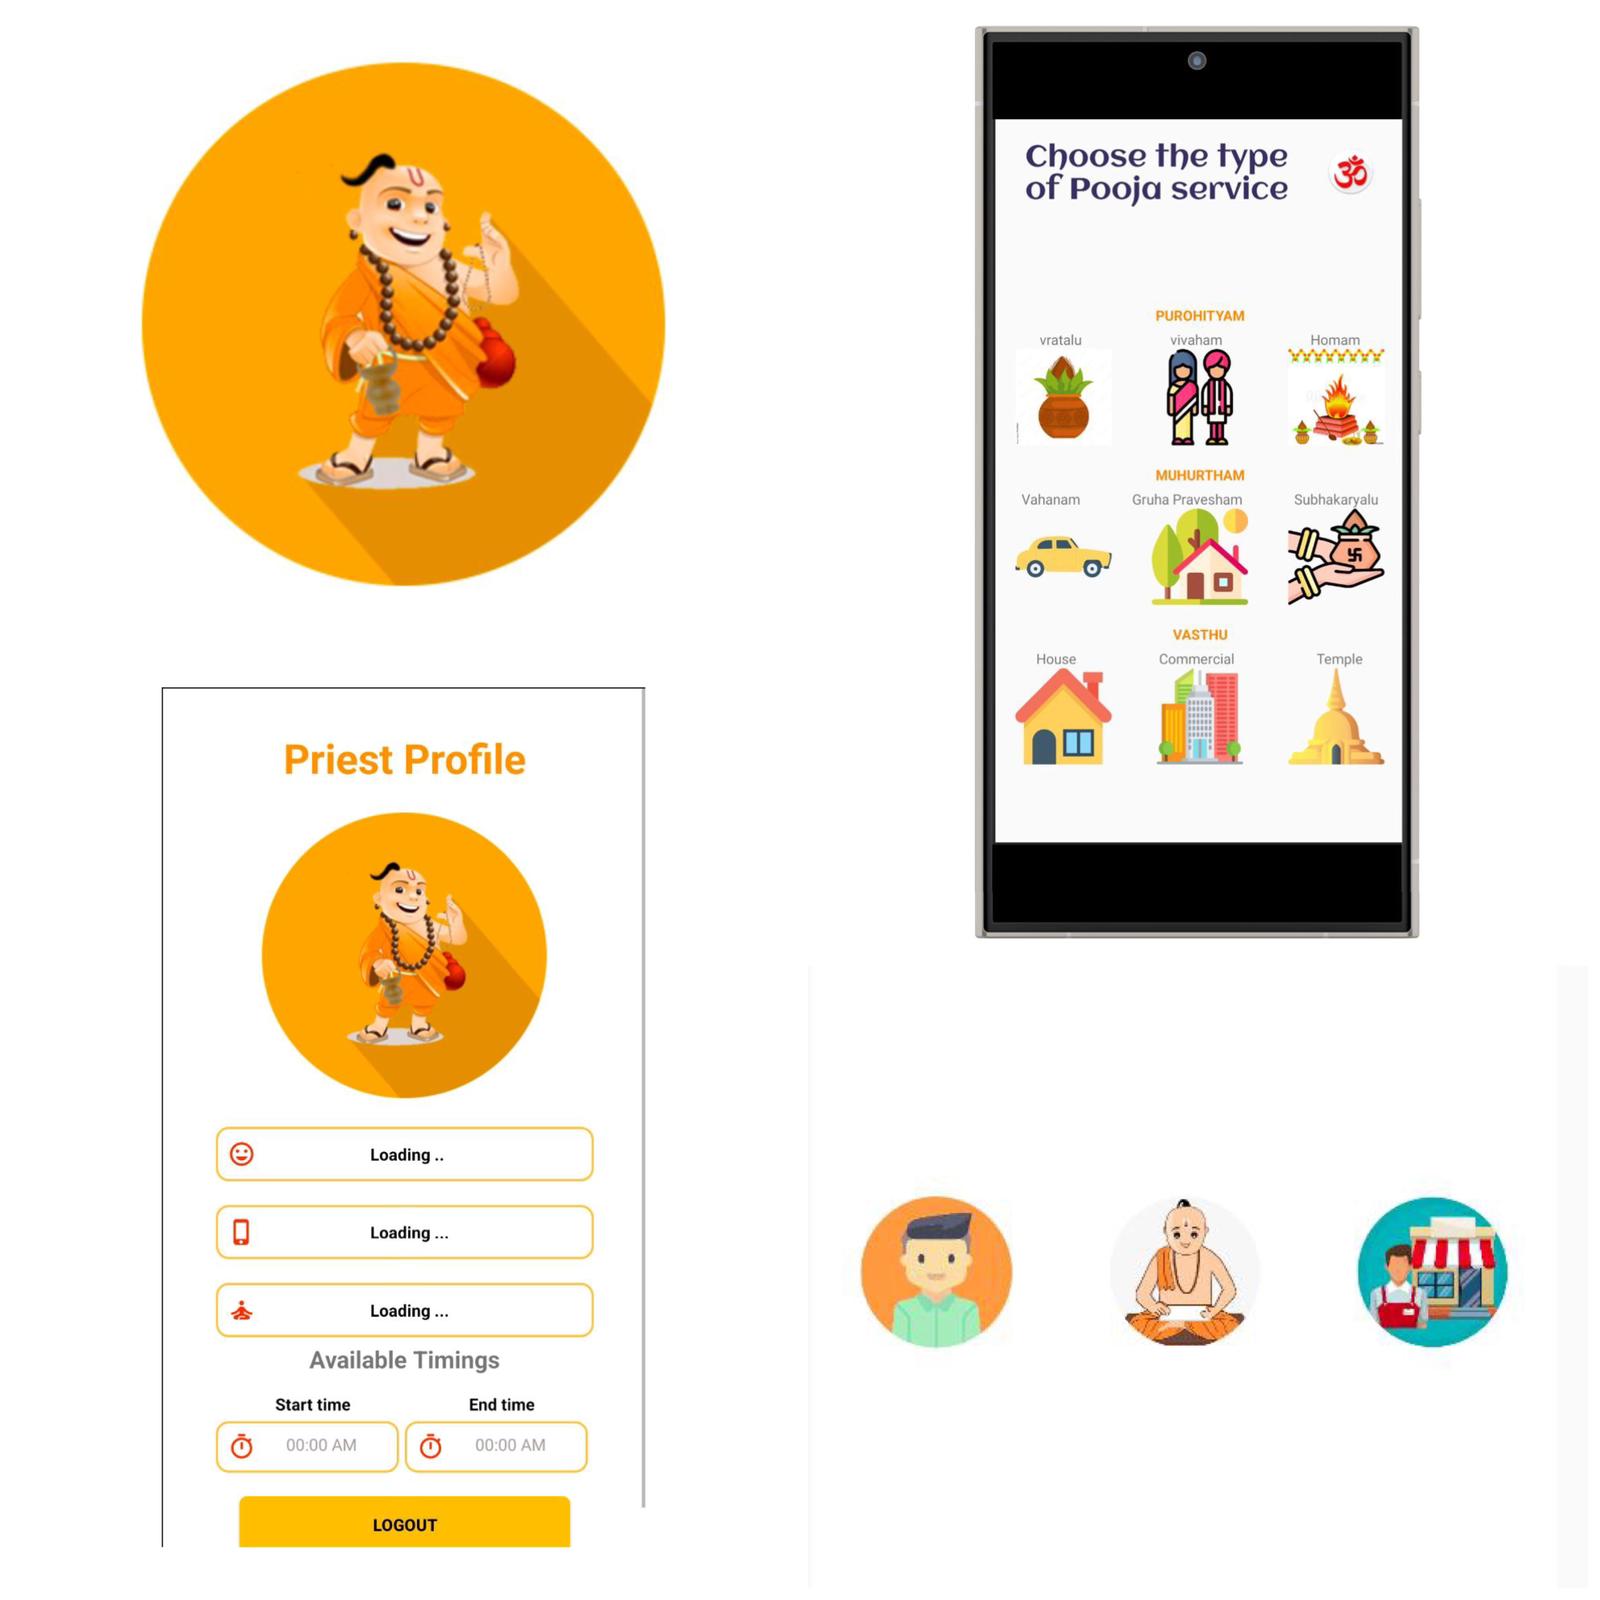 Choose the type
of Pooja service
ॐ
PUROHITYAM
vratalu vivaham Homam
MUHURTHAM
Vahanam Gruha Pravesham Subhakaryalu
VASTHU
House Commercial Temple
Priest Profile
Loading ..
Loading ...
Loading ...
Available Timings
Start time End time
00:00 AM 00:00 AM
LOGOUT